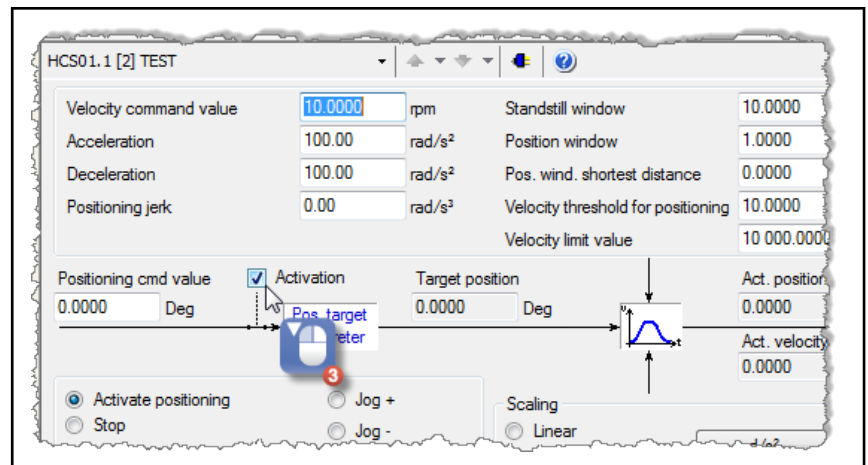 HCS01.1 [2] TEST
Velocity command value 10.0000 rpm Standstill window 10.0000
Acceleration 100.00 rad/s² Position window 1.0000
Deceleration 100.00 rad/s² Pos. wind. shortest distance 0.0000
Positioning jerk 0.00 rad/s³ Velocity threshold for positioning 10.0000
Velocity limit value 10 000.0000
Positioning cmd value Activation Target position Act. position
0.0000 Deg Pos. target 0.0000 Deg 0.0000
Act. velocity
0.0000
3
Activate positioning Jog + Scaling
Stop Jog - Linear